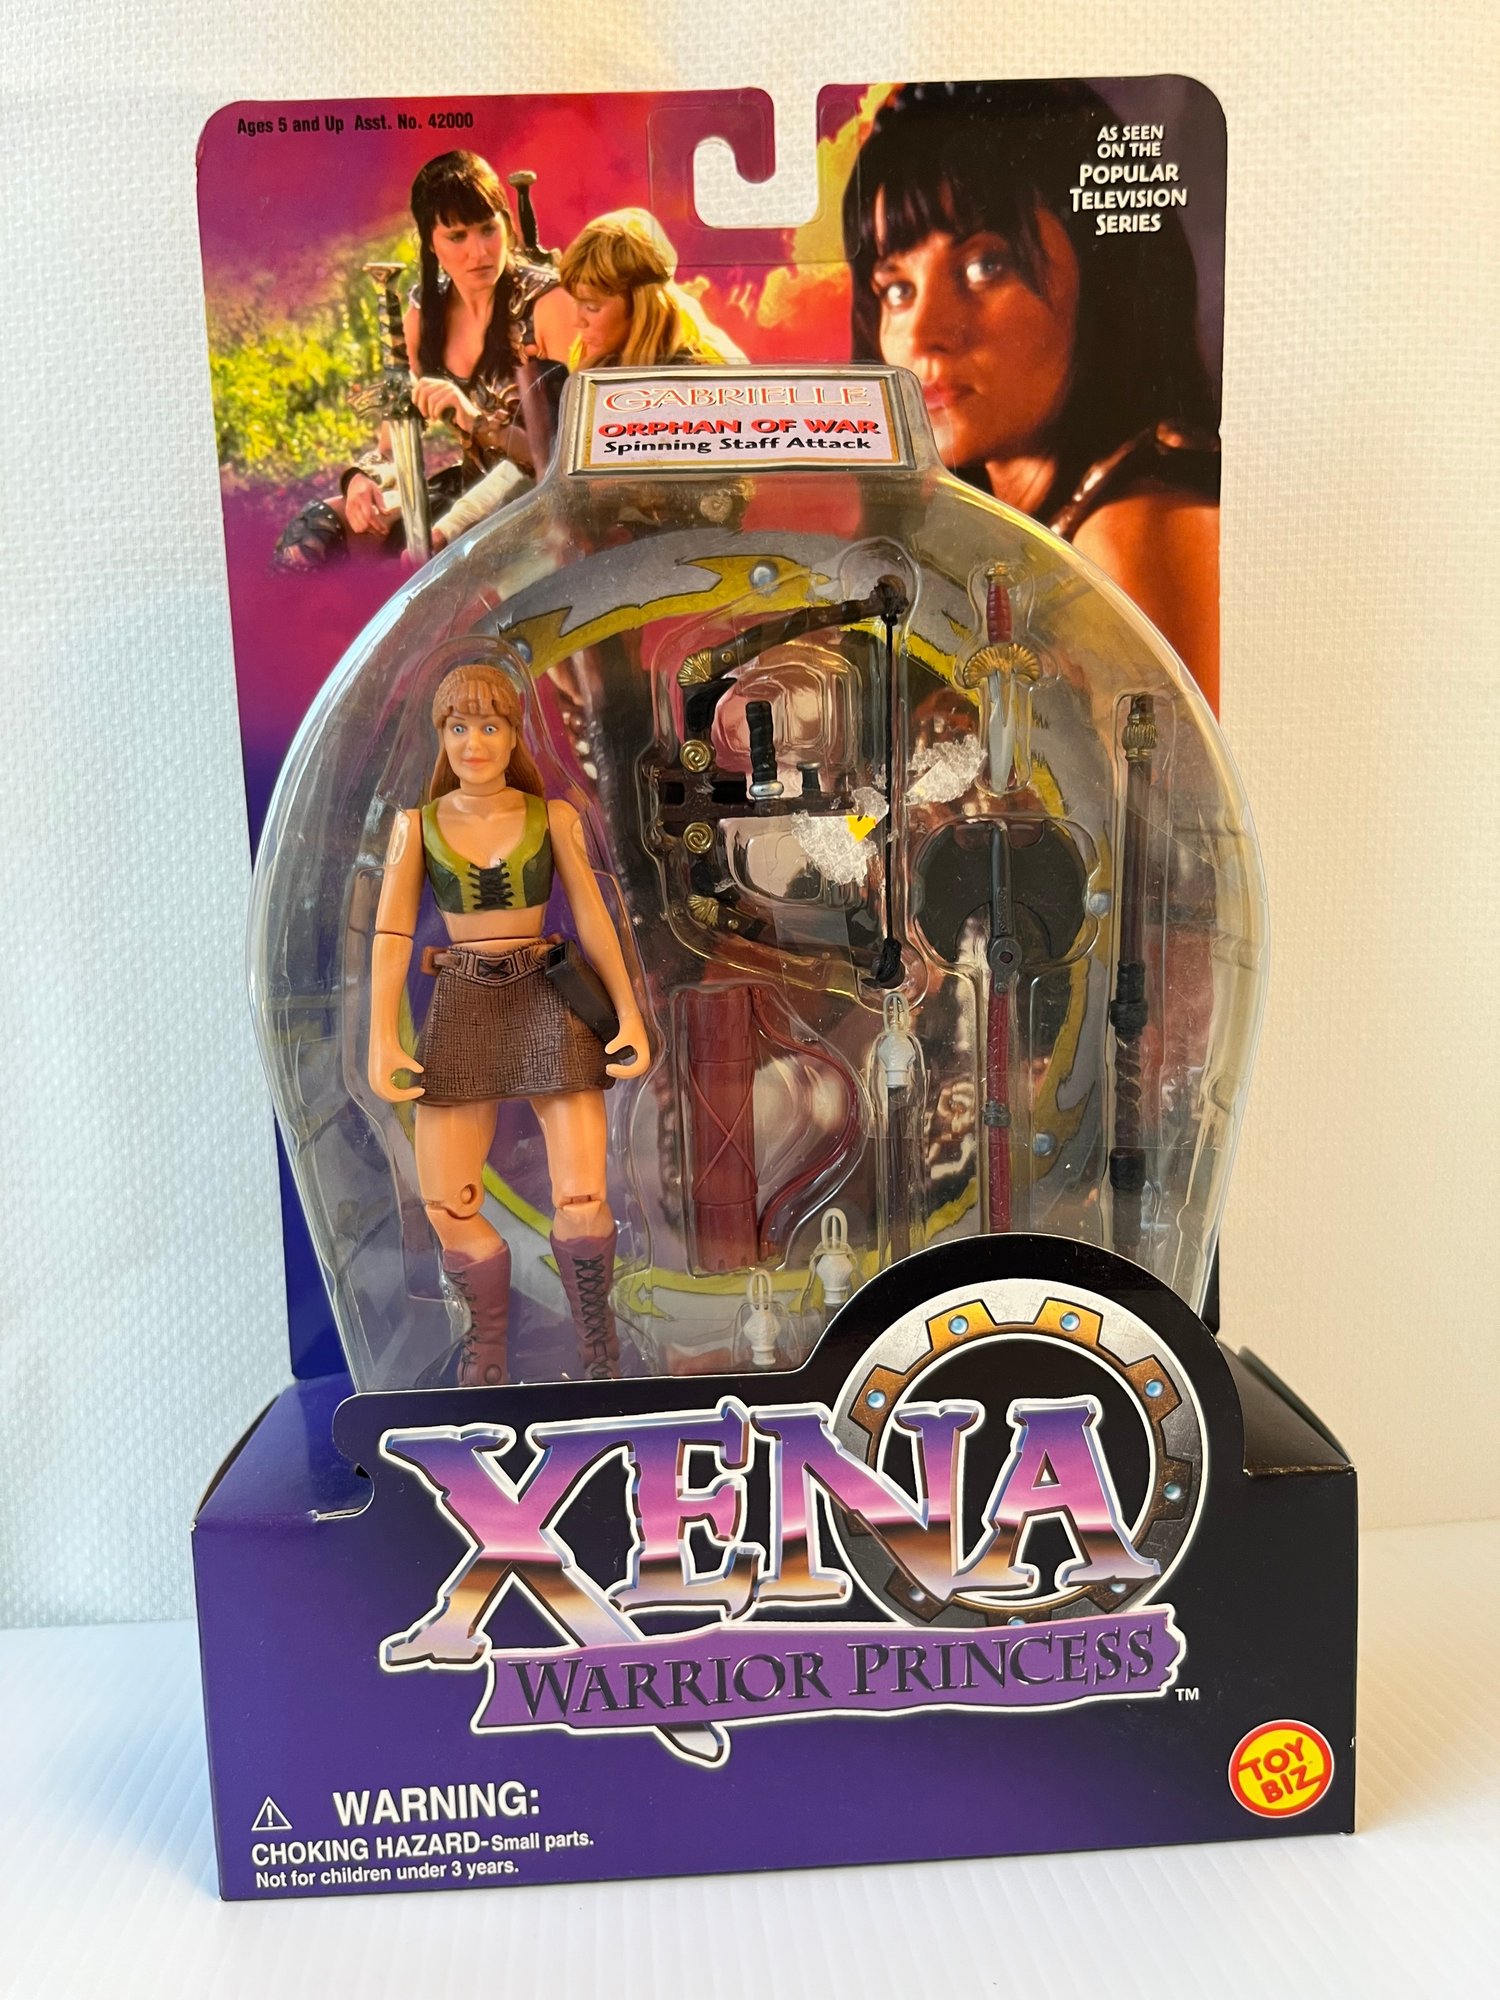 Ages 5 and Up Asst. No. 42000
AS SEEN
ON THE
POPULAR
TELEVISION
SERIES
GABRIELLE
ORPHAN OF WAR
Spinning Staff Attack
XENA
WARRIOR PRINCESS
TM
TOY
BIZ
WARNING:
CHOKING HAZARD-Small parts.
Not for children under 3 years.